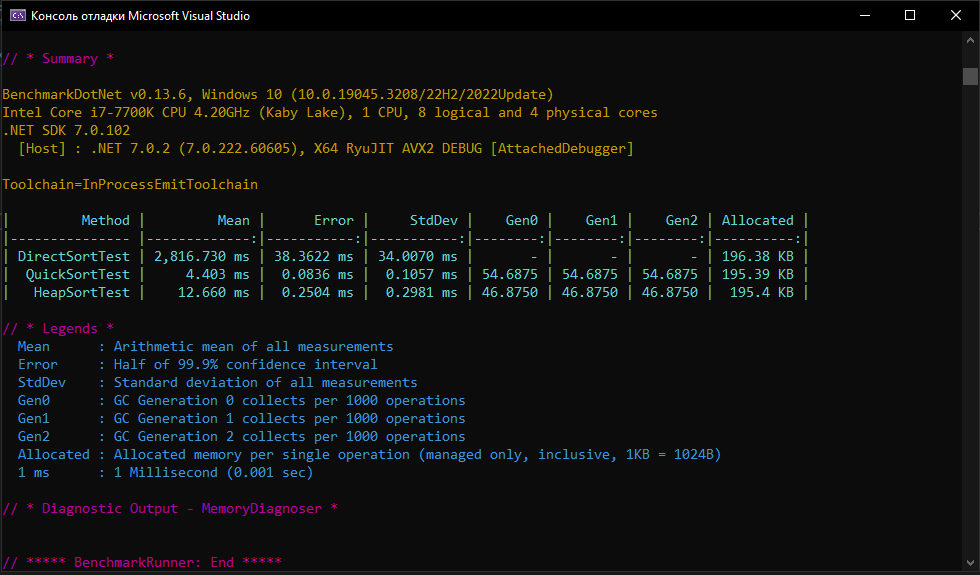 Консоль отладки Microsoft Visual Studio
// * Summary *
BenchmarkDotNet v0.13.6, Windows 10 (10.0.19045.3208/22H2/2022Update)
Intel Core i7-7700K CPU 4.20GHz (Kaby Lake), 1 CPU, 8 logical and 4 physical cores
.NET SDK 7.0.102
  [Host] : .NET 7.0.2 (7.0.222.60605), X64 RyuJIT AVX2 DEBUG [AttachedDebugger]
Toolchain=InProcessEmitToolchain
|         Method |         Mean |      Error |     StdDev |    Gen0 |    Gen1 |    Gen2 | Allocated |
|--------------- |-------------:|-----------:|-----------:|--------:|--------:|--------:|----------:|
| DirectSortTest | 2,816.730 ms | 38.3622 ms | 34.0070 ms |       - |       - |       - | 196.38 KB |
|  QuickSortTest |     4.403 ms |  0.0836 ms |  0.1057 ms | 54.6875 | 54.6875 | 54.6875 | 195.39 KB |
|   HeapSortTest |    12.660 ms |  0.2504 ms |  0.2981 ms | 46.8750 | 46.8750 | 46.8750 |  195.4 KB |
// * Legends *
  Mean      : Arithmetic mean of all measurements
  Error     : Half of 99.9% confidence interval
  StdDev    : Standard deviation of all measurements
  Gen0      : GC Generation 0 collects per 1000 operations
  Gen1      : GC Generation 1 collects per 1000 operations
  Gen2      : GC Generation 2 collects per 1000 operations
  Allocated : Allocated memory per single operation (managed only, inclusive, 1KB = 1024B)
  1 ms      : 1 Millisecond (0.001 sec)
// * Diagnostic Output - MemoryDiagnoser *
// ***** BenchmarkRunner: End *****